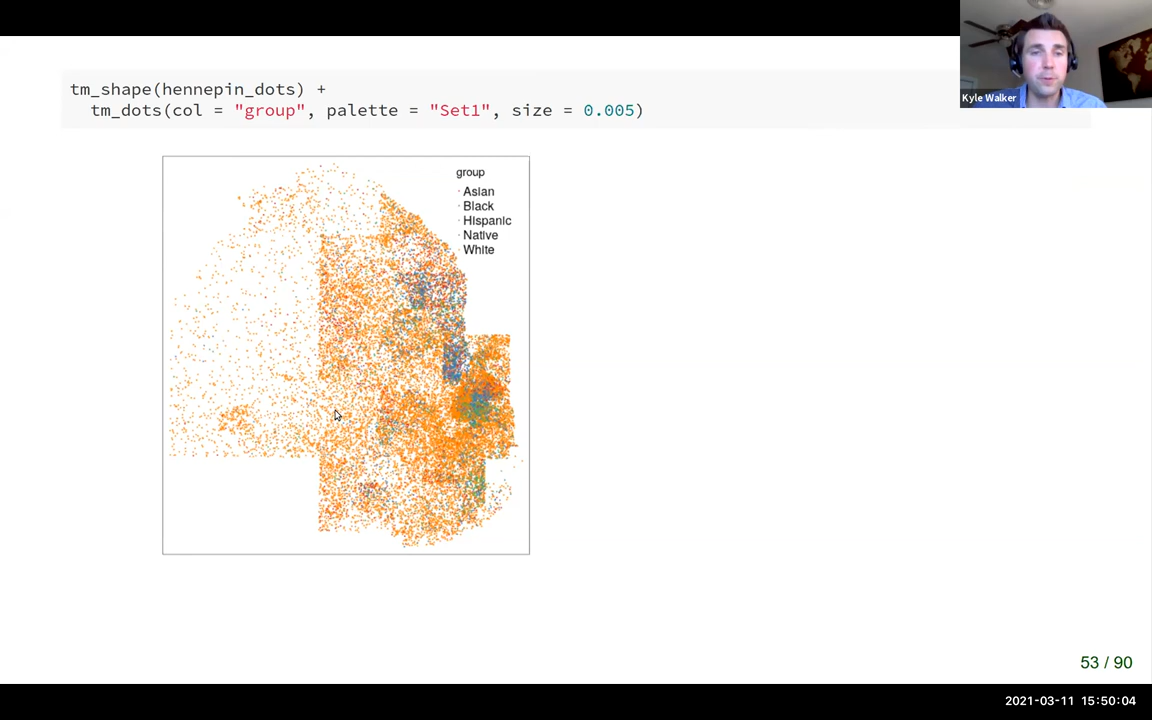 tm_shape(hennepin_dots) +
tm_dots(col = "group", palette = "Set1", size = 0.005)
Kyle Walker
group
Asian
Black
Hispanic
Native
White
53 / 90
2021-03-11 15:50:04